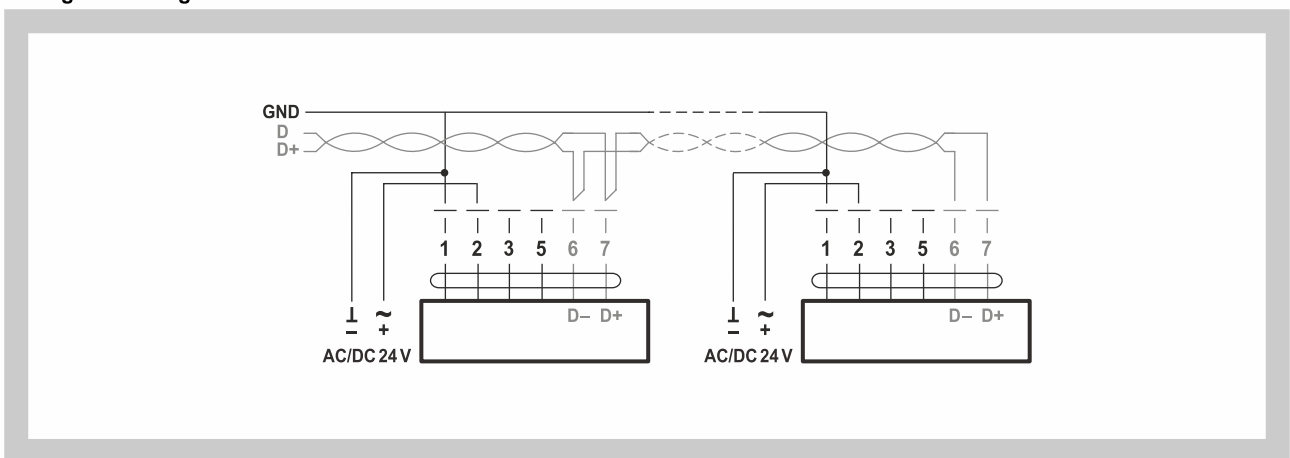 GND
D
D+
1 2 3 5 6 7 1 2 3 5 6 7
⊥ ~ D– D+ ⊥ ~ D– D+
– + – +
AC/DC 24 V AC/DC 24 V